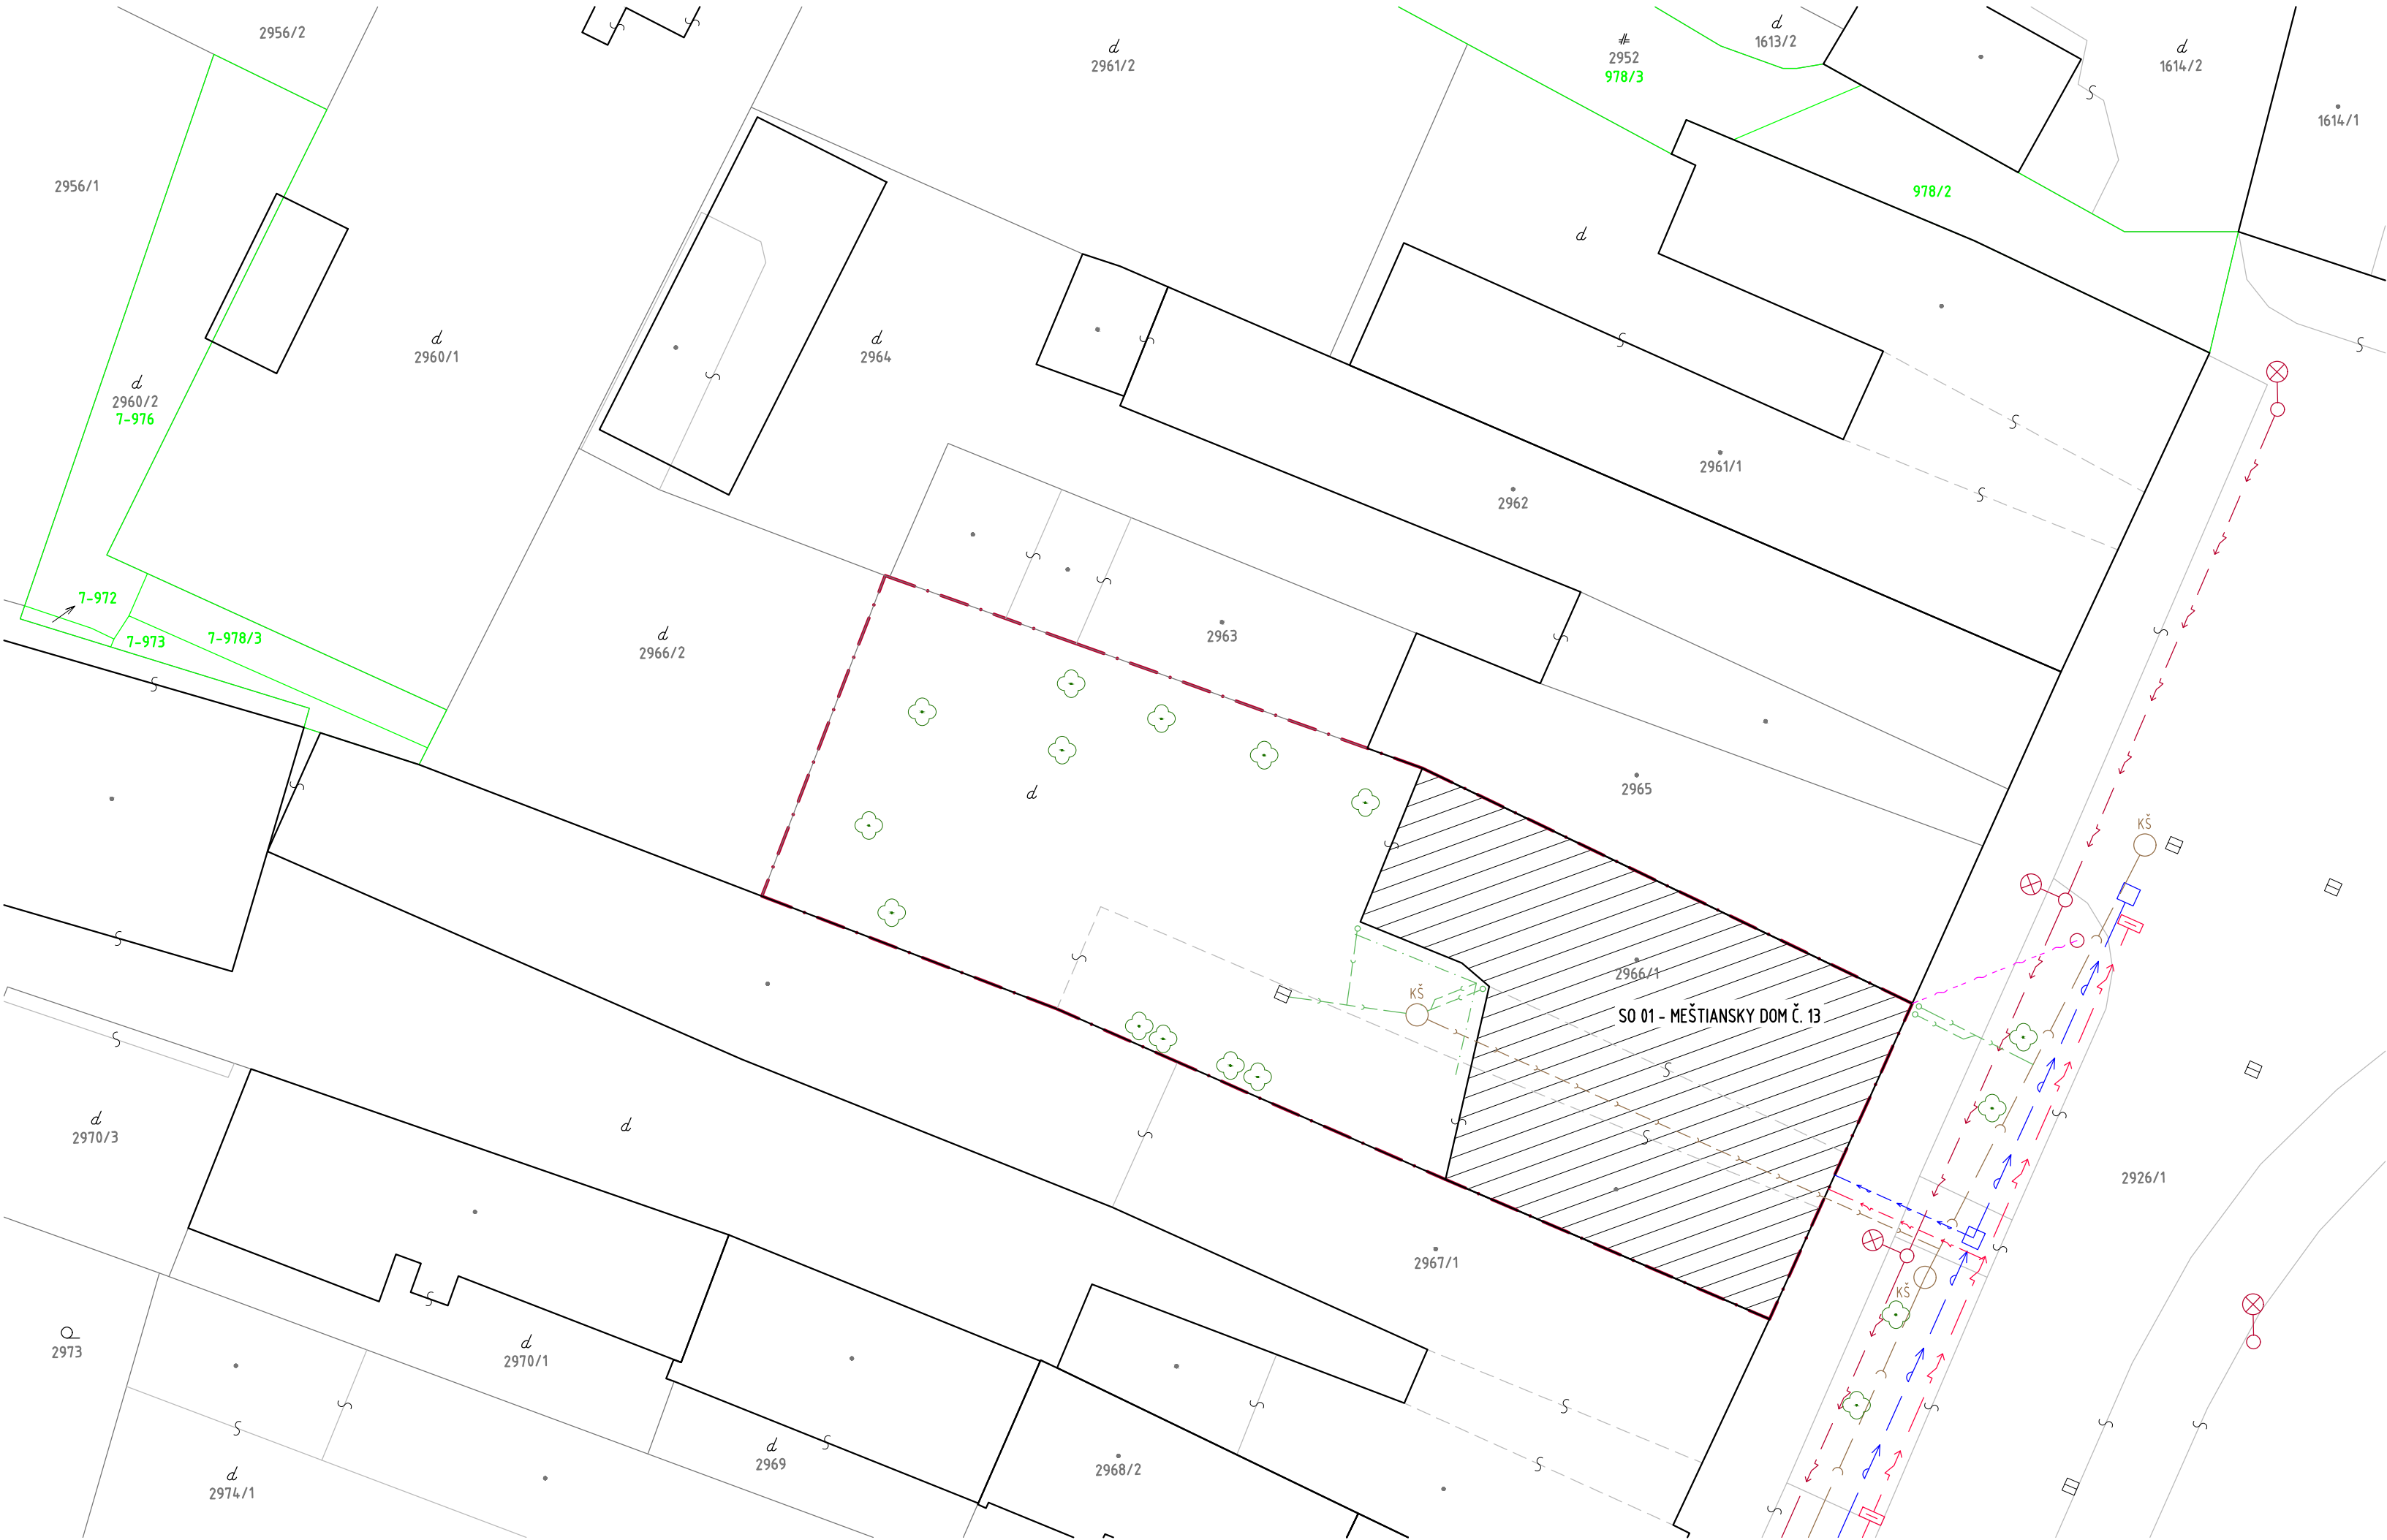 2956/2
d
2961/2
2952
978/3
d
1613/2
d
1614/2
1614/1
2956/1
978/2
d
d
2960/1
d
2964
d
2960/2
7-976
2961/1
2962
7-972
7-973
7-978/3
d
2966/2
2963
d
2965
KŠ
2966/1
KŠ
SO 01 - MEŠTIANSKY DOM Č. 13
d
2970/3
d
2926/1
2967/1
KŠ
2973
d
2970/1
d
2969
2968/2
d
2974/1